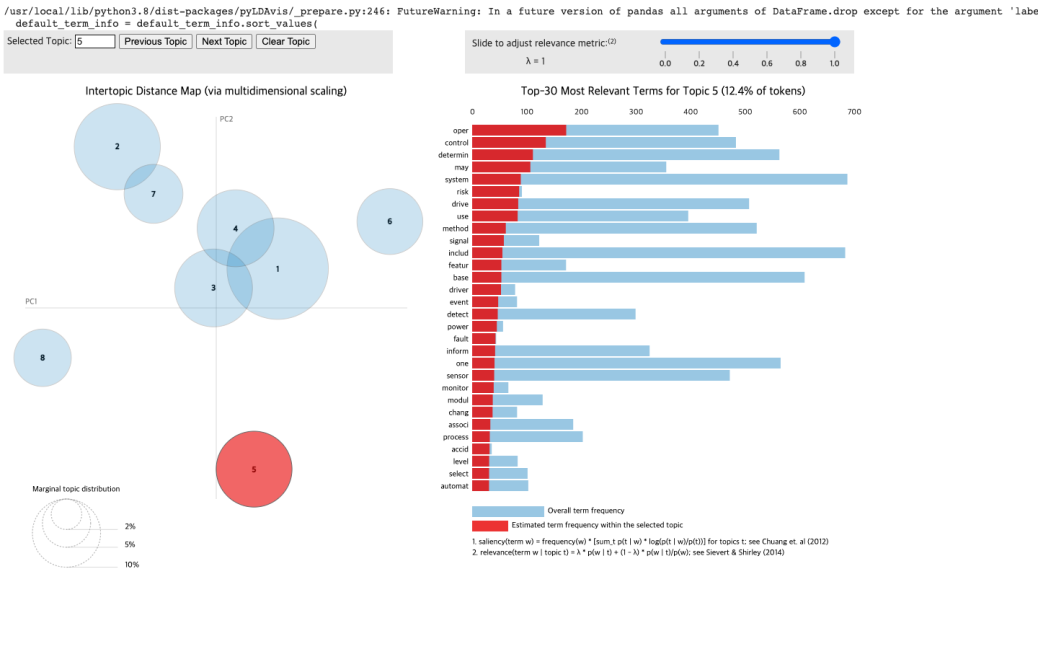 /usr/local/lib/python3.8/dist-packages/pyLDAvis/_prepare.py:246: FutureWarning: In a future version of pandas all arguments of DataFrame.drop except for the argument 'labe
default_term_info = default_term_info.sort_values(
Selected Topic: 5 Previous Topic Next Topic Clear Topic
Slide to adjust relevance metric:(2)
λ = 1
0.0 0.2 0.4 0.6 0.8 1.0
Intertopic Distance Map (via multidimensional scaling)
PC2
PC1
2
7
4
6
1
3
8
5
Marginal topic distribution
2%
5%
10%
Top-30 Most Relevant Terms for Topic 5 (12.4% of tokens)
0 100 200 300 400 500 600 700
oper
control
determin
may
system
risk
drive
use
method
signal
includ
featur
base
driver
event
detect
power
fault
inform
one
sensor
monitor
modul
chang
associ
process
accid
level
select
automat
Overall term frequency
Estimated term frequency within the selected topic
1. saliency(term w) = frequency(w) * [sum_t p(t | w) * log(p(t | w)/p(t))] for topics t; see Chuang et. al (2012)
2. relevance(term w | topic t) = λ * p(w | t) + (1 - λ) * p(w | t)/p(w); see Sievert & Shirley (2014)